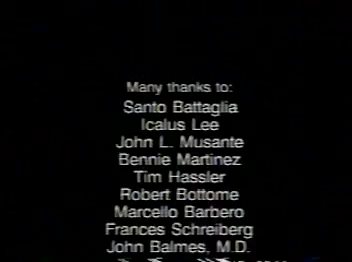 Many thanks to:
Santo Battaglia
Icalus Lee
John L. Musante
Bennie Martinez
Tim Hassler
Robert Bottome
Marcello Barbero
Frances Schreiberg
John Balmes, M.D.